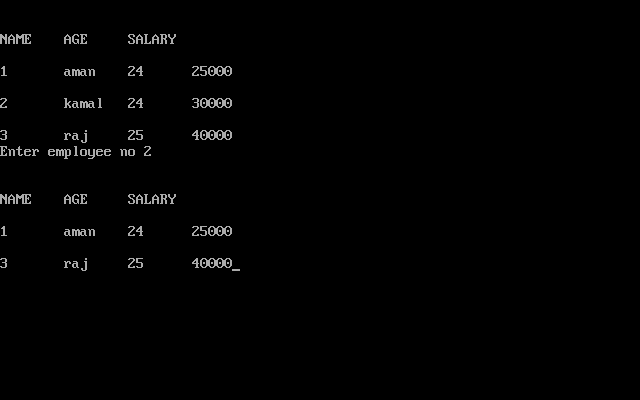 NAME AGE SALARY
1 aman 24 25000
2 kamal 24 30000
3 raj 25 40000
Enter employee no 2
NAME AGE SALARY
1 aman 24 25000
3 raj 25 40000_